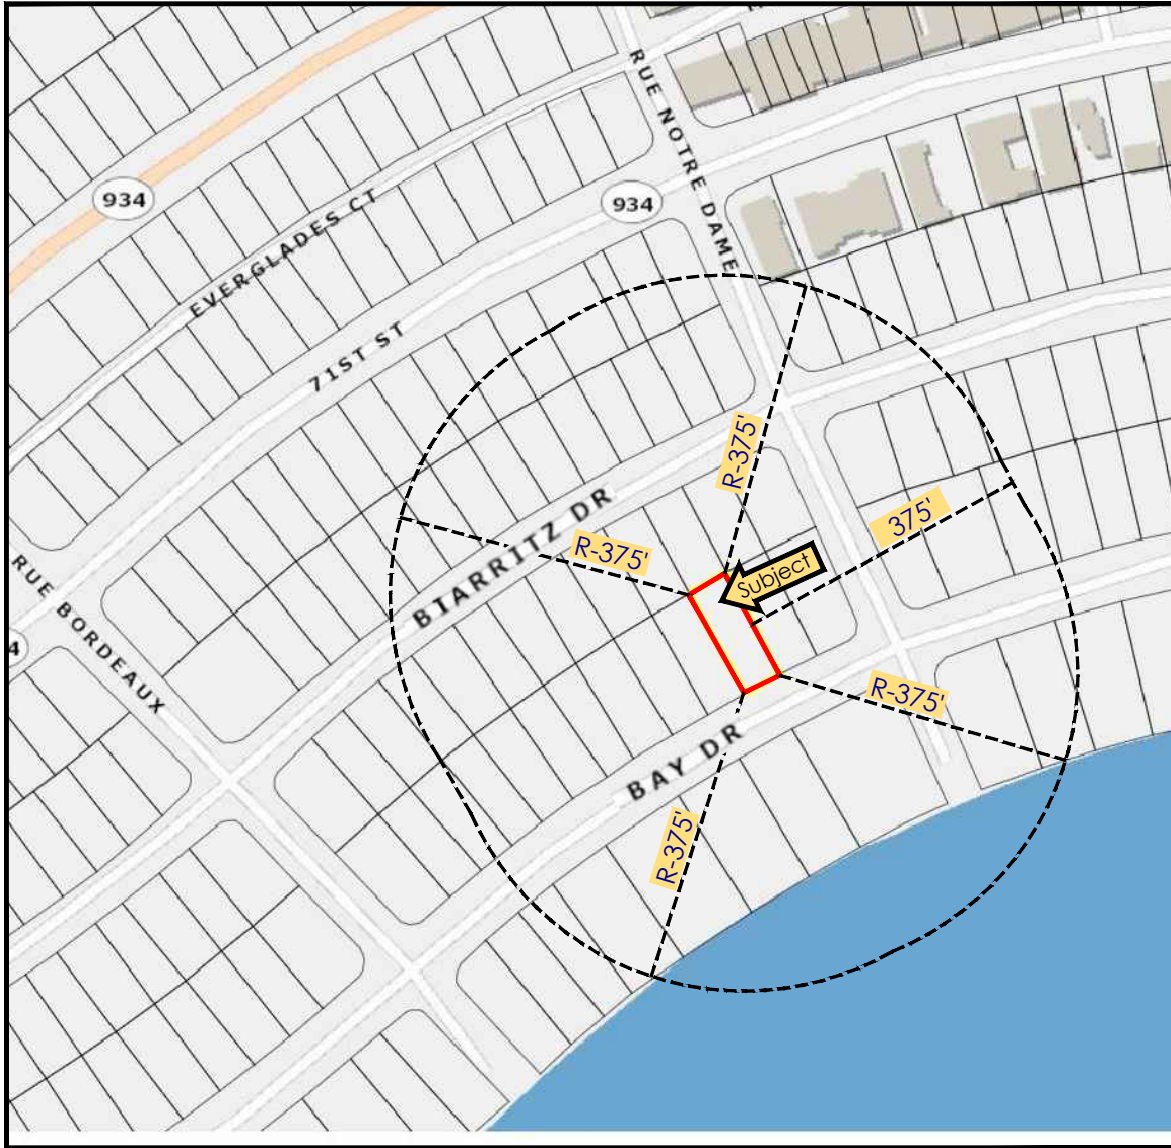 RUE NOTRE DAME
934
934
EVERGLADES CT
71ST ST
R-375'
375'
BIARRITZ DR
R-375'
Subject
RUE BORDEAUX
4
R-375'
BAY DR
R-375'